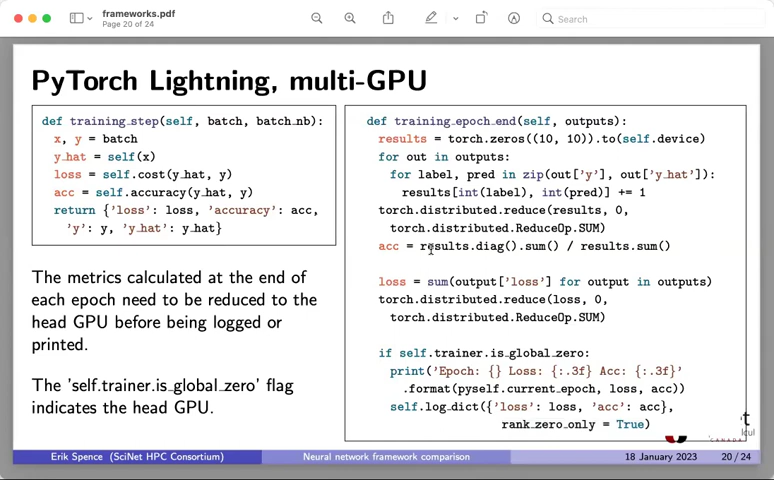 frameworks.pdf
Page 20 of 24
Search
PyTorch Lightning, multi-GPU
def training_step(self, batch, batch_nb):
x, y = batch
y_hat = self(x)
loss = self.cost(y_hat, y)
acc = self.accuracy(y_hat, y)
return {'loss': loss, 'accuracy': acc,
'y': y, 'y_hat': y_hat}
The metrics calculated at the end of
each epoch need to be reduced to the
head GPU before being logged or
printed.
The 'self.trainer.is_global_zero' flag
indicates the head GPU.
def training_epoch_end(self, outputs):
results = torch.zeros((10, 10)).to(self.device)
for out in outputs:
for label, pred in zip(out['y'], out['y_hat']):
results[int(label), int(pred)] += 1
torch.distributed.reduce(results, 0,
torch.distributed.ReduceOp.SUM)
acc = results.diag().sum() / results.sum()
loss = sum(output['loss'] for output in outputs)
torch.distributed.reduce(loss, 0,
torch.distributed.ReduceOp.SUM)
if self.trainer.is_global_zero:
print('Epoch: {} Loss: {:.3f} Acc: {:.3f}'
.format(pyself.current_epoch, loss, acc))
self.log_dict({'loss': loss, 'acc': acc},
rank_zero_only = True)
Erik Spence (SciNet HPC Consortium)
Neural network framework comparison
18 January 2023
20 / 24